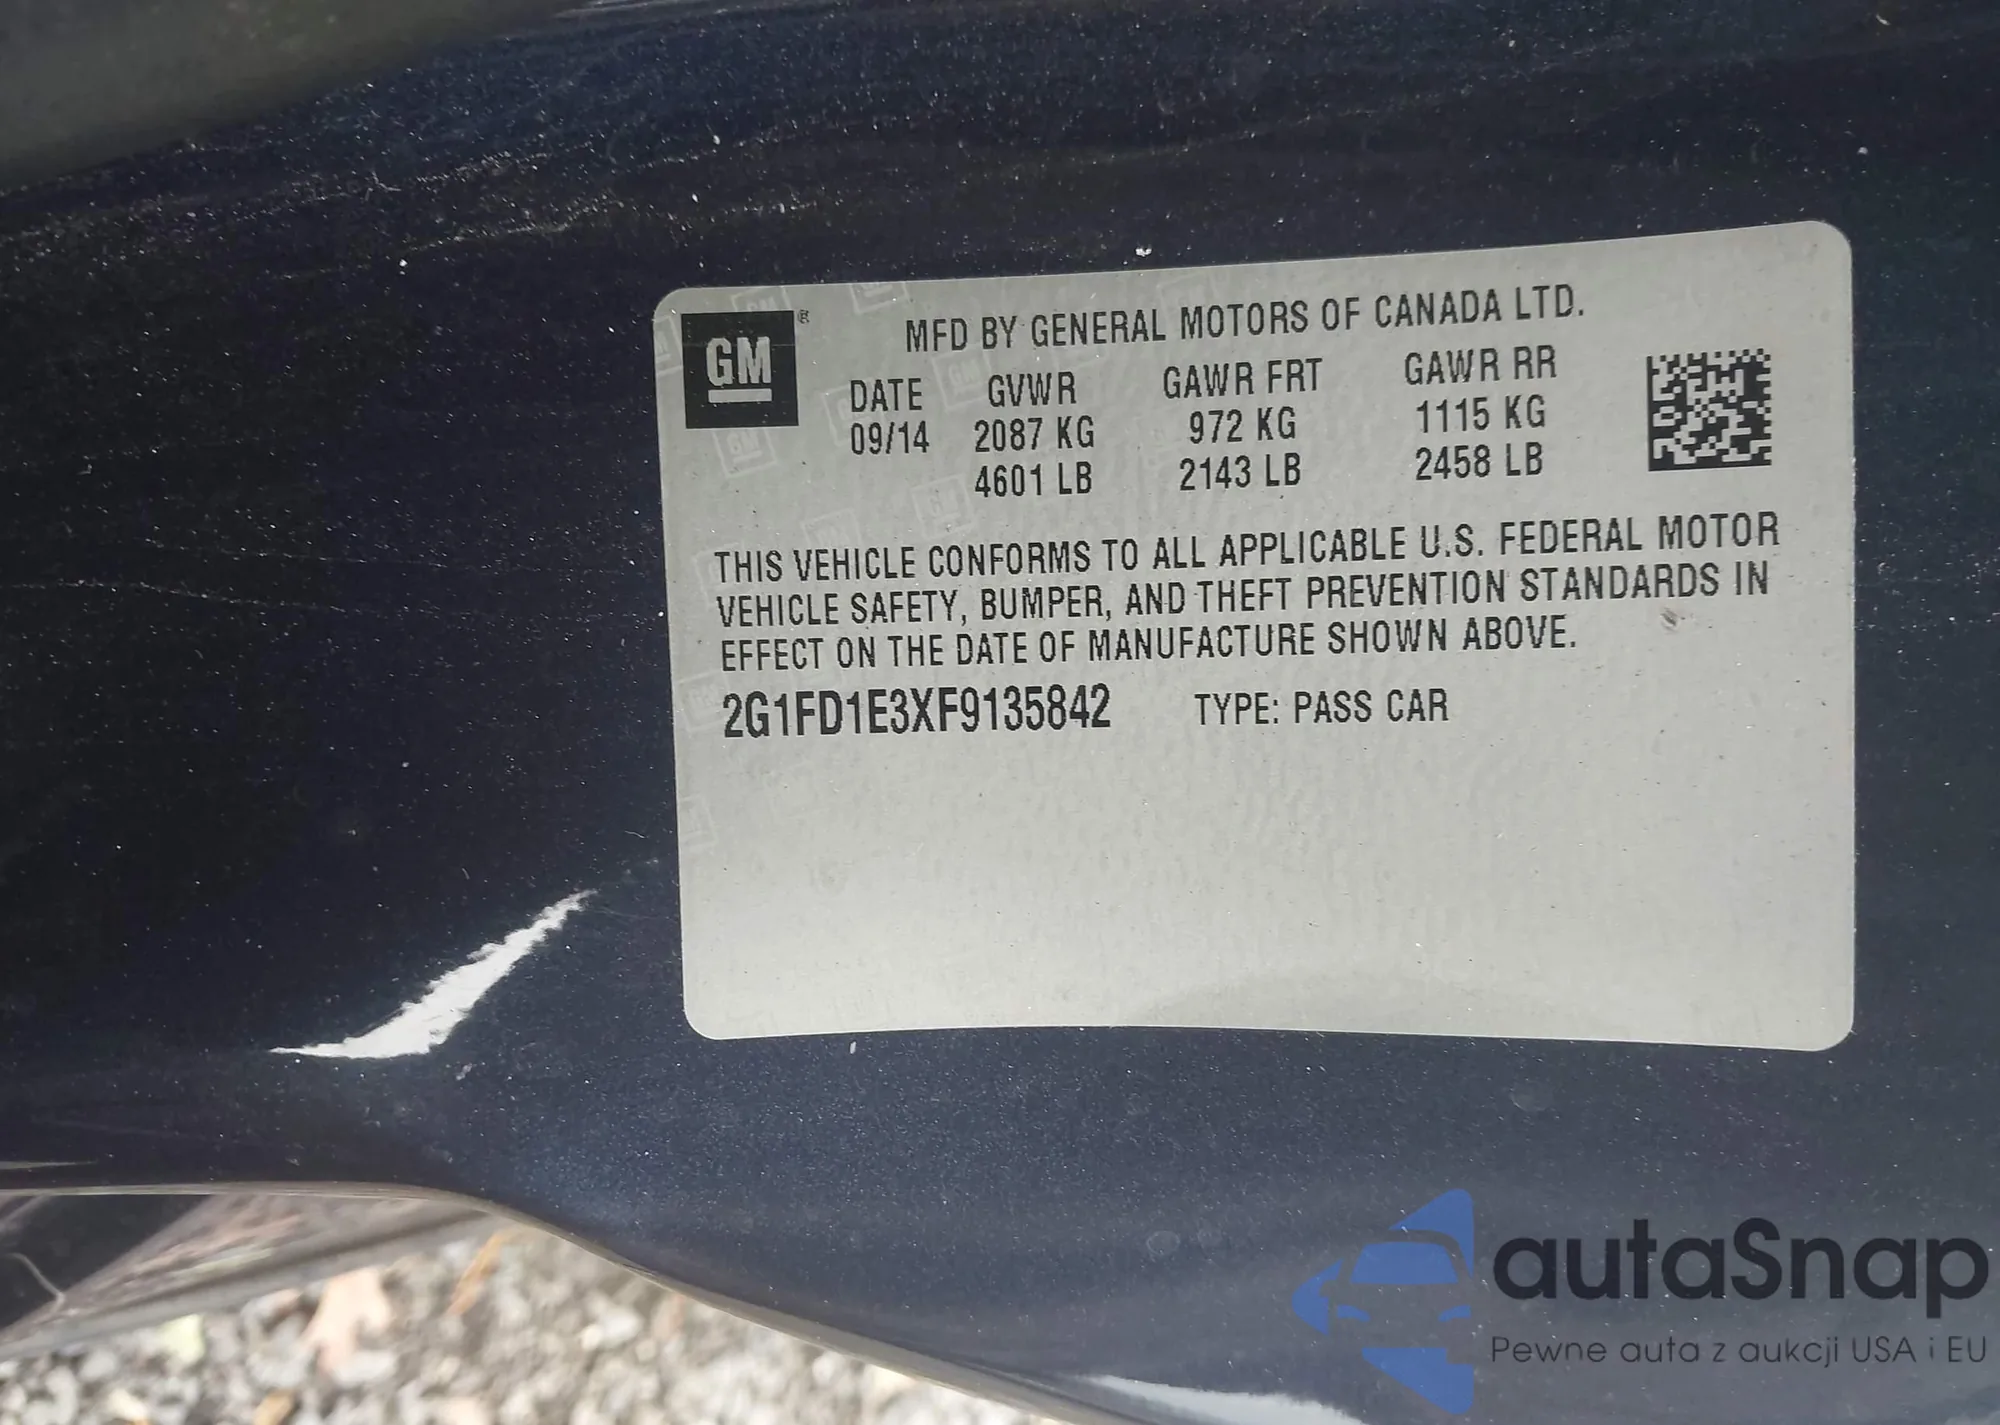 GM ®
MFD BY GENERAL MOTORS OF CANADA LTD.
DATE GVWR GAWR FRT GAWR RR
09/14 2087 KG 972 KG 1115 KG
4601 LB 2143 LB 2458 LB
THIS VEHICLE CONFORMS TO ALL APPLICABLE U.S. FEDERAL MOTOR
VEHICLE SAFETY, BUMPER, AND THEFT PREVENTION STANDARDS IN
EFFECT ON THE DATE OF MANUFACTURE SHOWN ABOVE.
2G1FD1E3XF9135842 TYPE: PASS CAR
autaSnap
Pewne auta z aukcji USA i EU